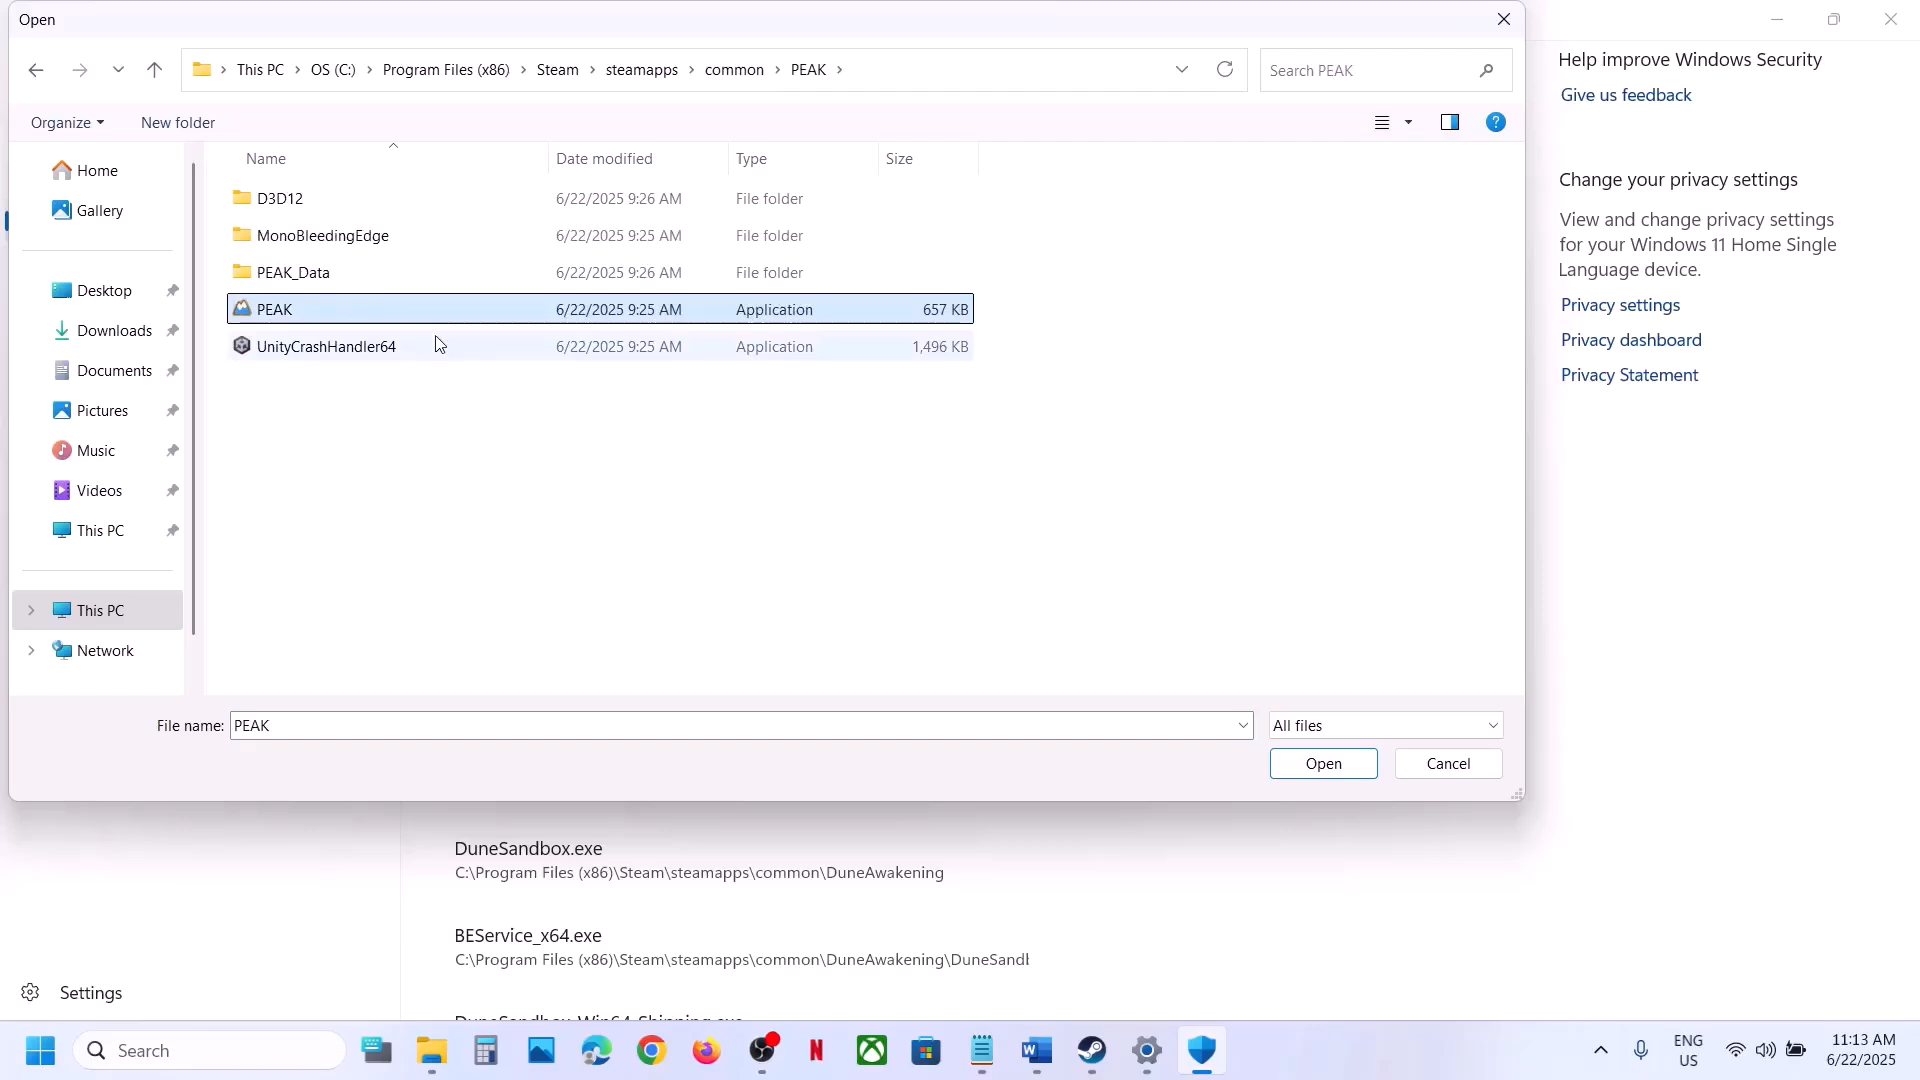 Open
This PC > OS (C:) > Program Files (x86) > Steam > steamapps > common > PEAK >
Search PEAK
Organize
New folder
Name
Date modified
Type
Size
D3D12 6/22/2025 9:26 AM File folder
MonoBleedingEdge 6/22/2025 9:25 AM File folder
PEAK_Data 6/22/2025 9:26 AM File folder
PEAK 6/22/2025 9:25 AM Application 657 KB
UnityCrashHandler64 6/22/2025 9:25 AM Application 1,496 KB
Home
Gallery
Desktop
Downloads
Documents
Pictures
Music
Videos
This PC
This PC
Network
File name: PEAK
All files
Open
Cancel
Help improve Windows Security
Give us feedback
Change your privacy settings
View and change privacy settings
for your Windows 11 Home Single
Language device.
Privacy settings
Privacy dashboard
Privacy Statement
DuneSandbox.exe
C:\Program Files (x86)\Steam\steamapps\common\DuneAwakening
BEService_x64.exe
C:\Program Files (x86)\Steam\steamapps\common\DuneAwakening\DuneSand
DuneSandbox_Win64_Shipping.exe
Settings
Search
ENG
US
11:13 AM
6/22/2025